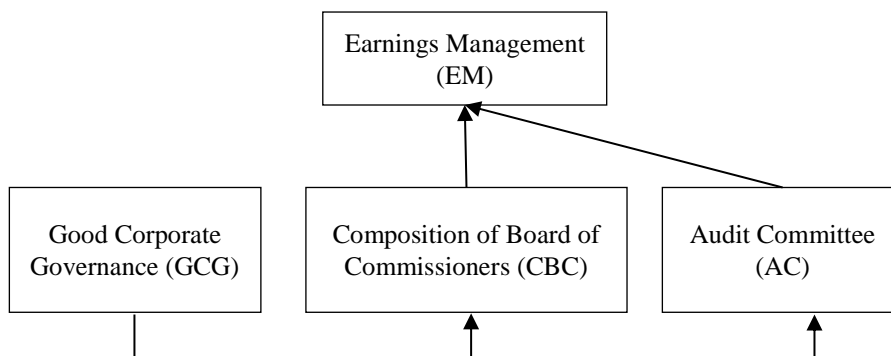 Earnings Management
(EM)
Good Corporate
Governance (GCG)
Composition of Board of
Commissioners (CBC)
Audit Committee
(AC)